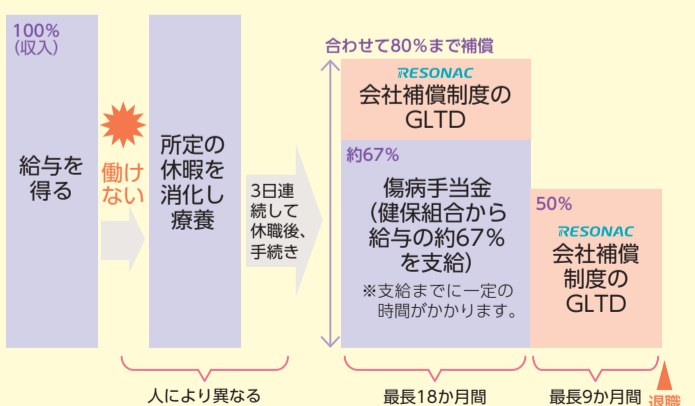 100%
(収入)
給与を
得る
働け
ない
所定の
休暇を
消化し
療養
3日連
続して
休職後、
手続き
合わせて80%まで補償
RESONAC
会社補償制度の
GLTD
約67%
傷病手当金
(健保組合から
給与の約67%
を支給)
※支給までに一定の
時間がかかります。
50%
RESONAC
会社補償
制度の
GLTD
人により異なる
最長18か月間
最長9か月間
退職